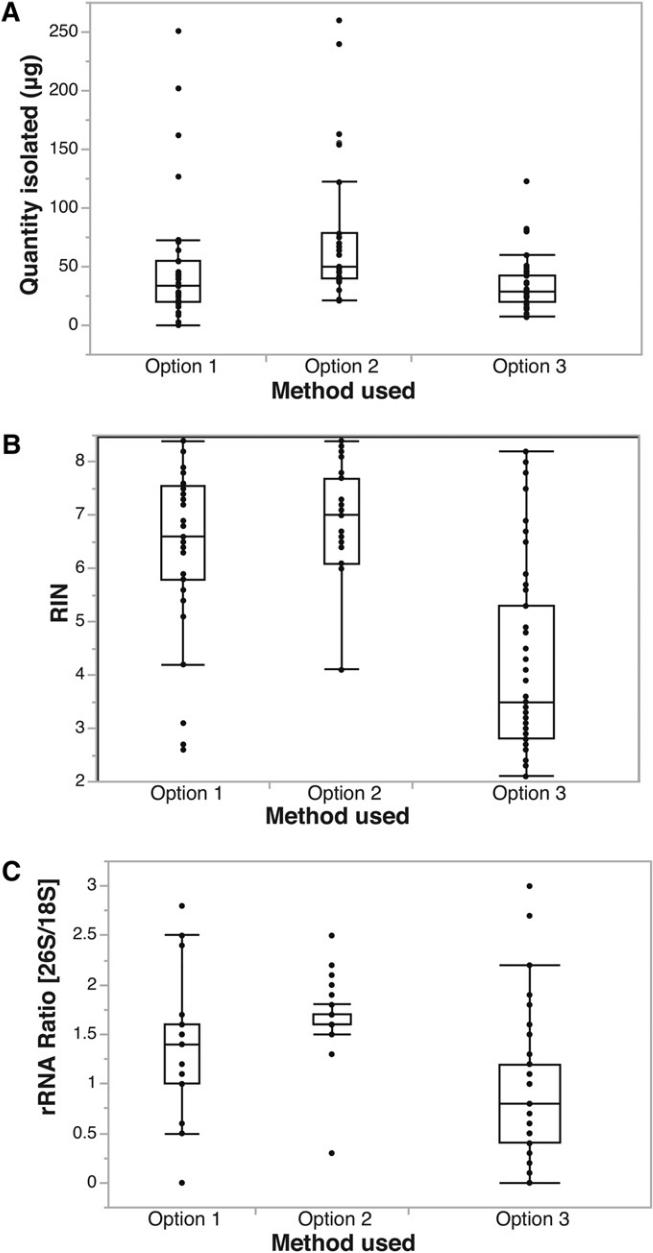 A
Quantity isolated (µg)
250
200
150
100
50
0
Option 1 Option 2 Option 3
Method used
B
RIN
8
7
6
5
4
3
2
Option 1 Option 2 Option 3
Method used
C
rRNA Ratio [26S/18S]
3
2.5
2
1.5
1
0.5
0
Option 1 Option 2 Option 3
Method used